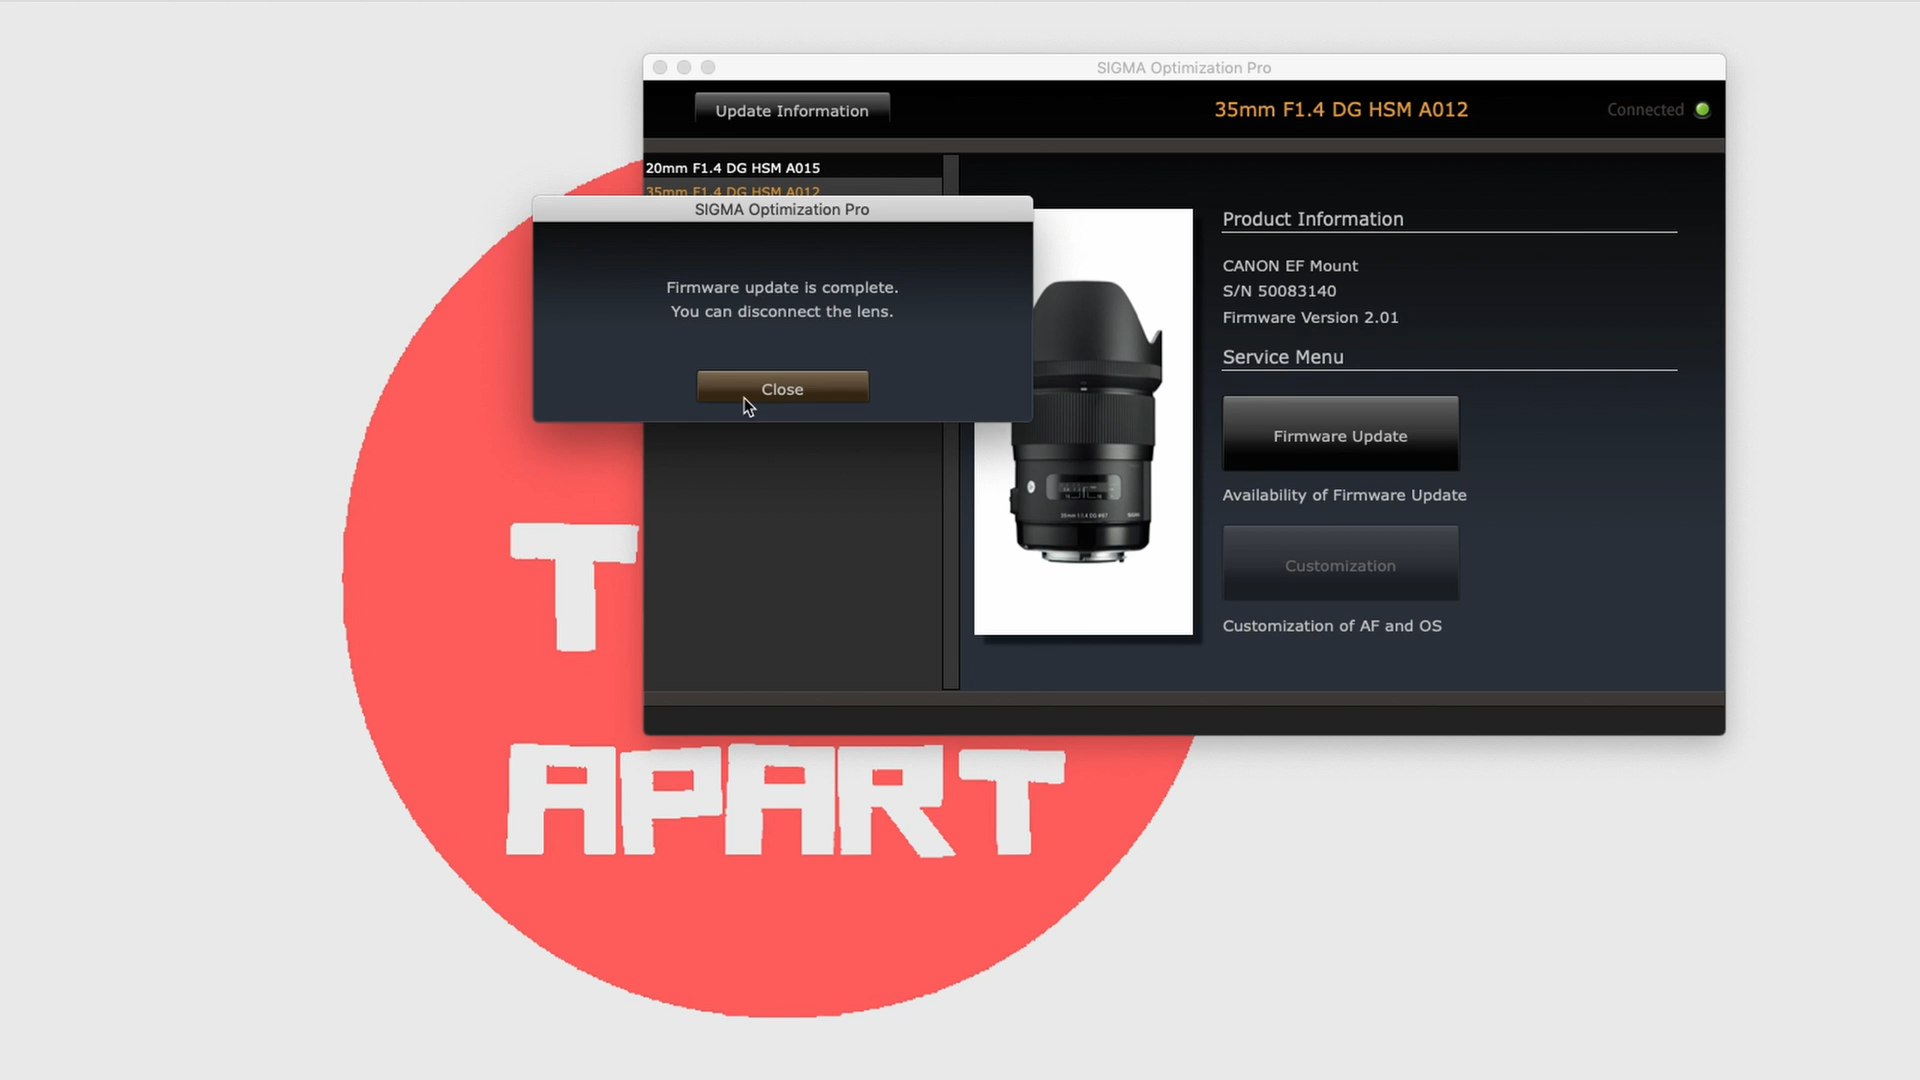 SIGMA Optimization Pro
Update Information
35mm F1.4 DG HSM A012
Connected
20mm F1.4 DG HSM A015
35mm F1.4 DG HSM A012
SIGMA Optimization Pro
Firmware update is complete.
You can disconnect the lens.
Close
Product Information
CANON EF Mount
S/N 50083140
Firmware Version 2.01
Service Menu
Firmware Update
Availability of Firmware Update
Customization
Customization of AF and OS
T
APART